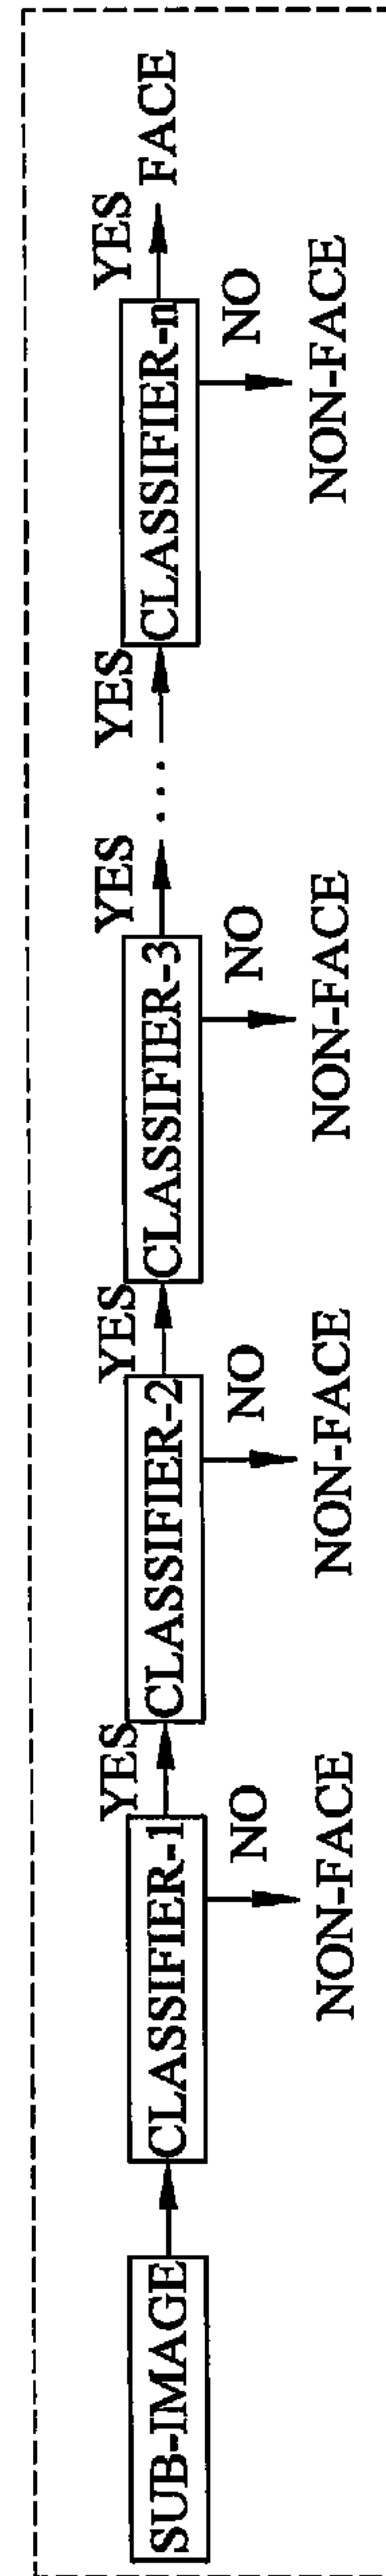 SUB-IMAGE
CLASSIFIER-1
YES
NO
NON-FACE
CLASSIFIER-2
YES
NO
NON-FACE
CLASSIFIER-3
YES
NO
NON-FACE
...
YES
CLASSIFIER-n
YES
FACE
NO
NON-FACE